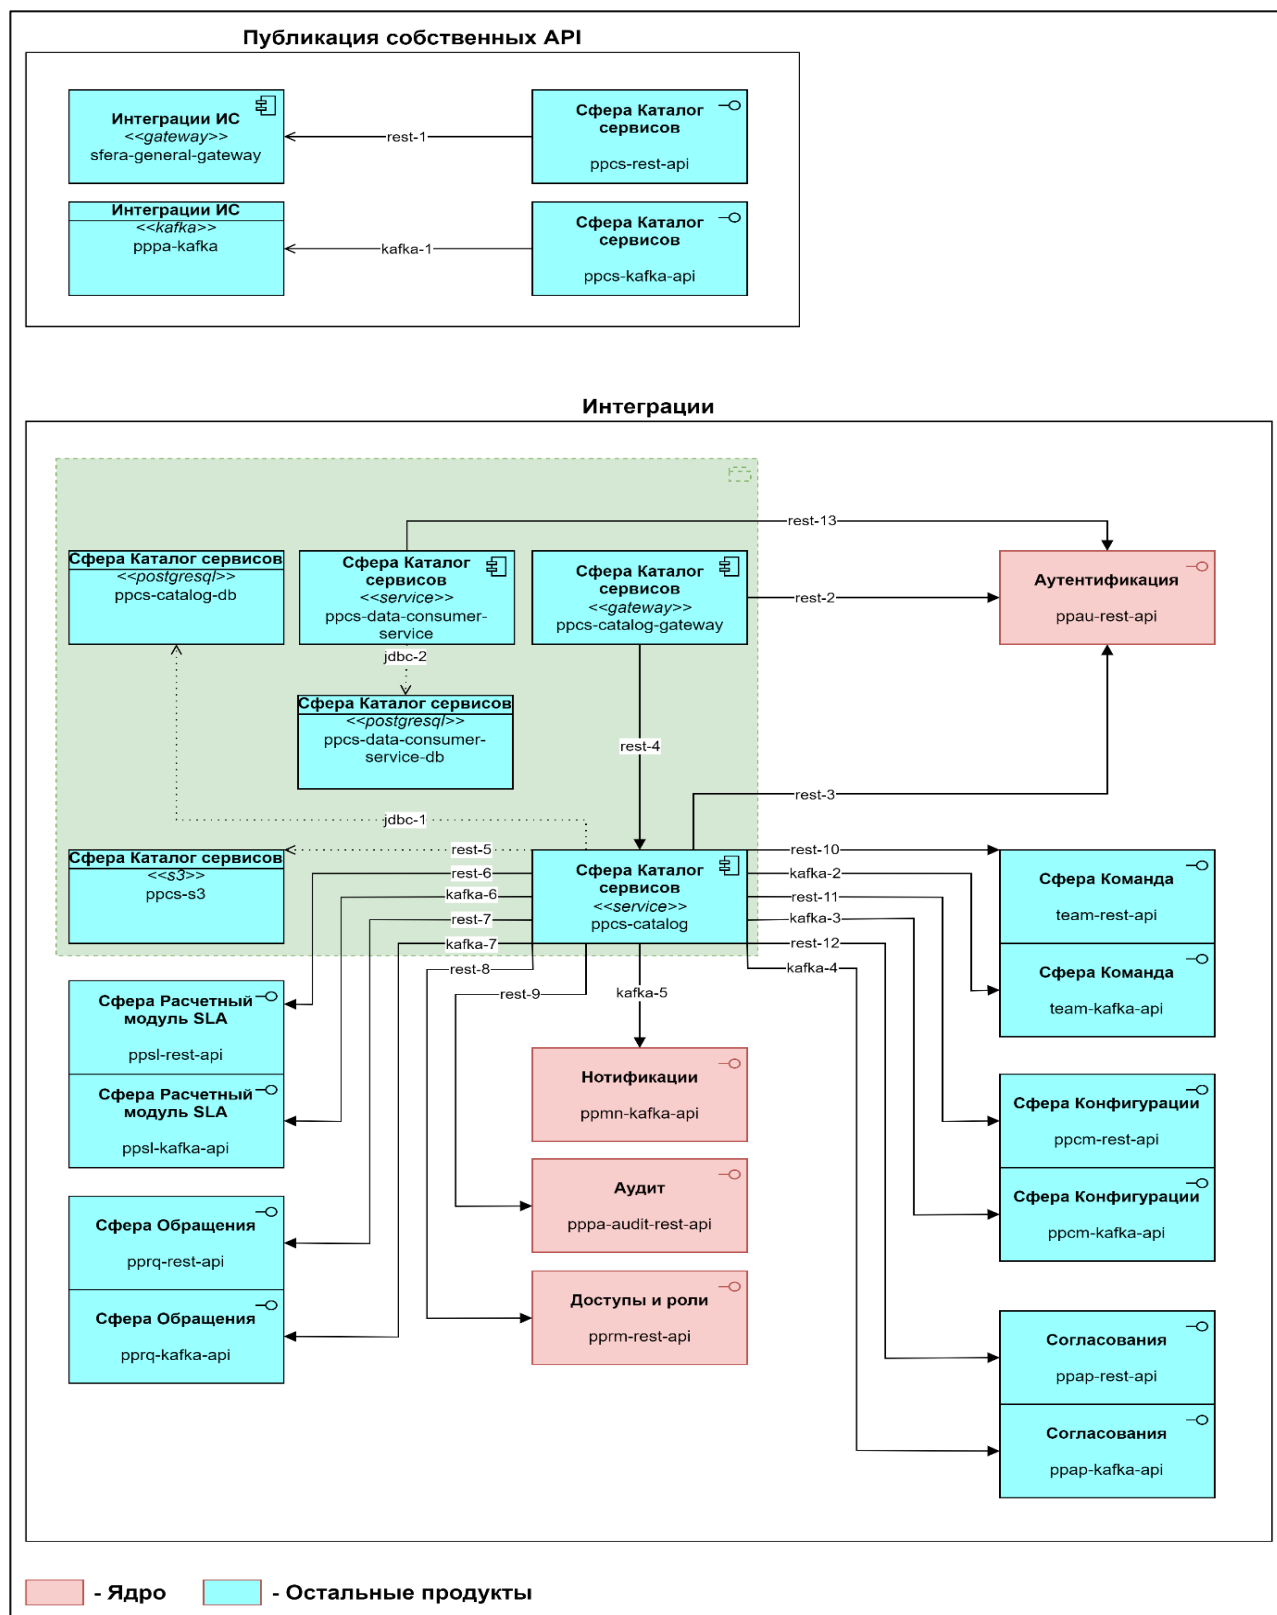 Публикация собственных API
Интеграции ИС
<<gateway>>
sfera-general-gateway
rest-1
Сфера Каталог
сервисов
ppcs-rest-api
Интеграции ИС
<<kafka>>
pppa-kafka
kafka-1
Сфера Каталог
сервисов
ppcs-kafka-api
Интеграции
rest-13
Сфера Каталог сервисов
<<postgresql>>
ppcs-catalog-db
Сфера Каталог
сервисов
<<service>>
ppcs-data-consumer-
service
Сфера Каталог
сервисов
<<gateway>>
ppcs-catalog-gateway
rest-2
Аутентификация
ppau-rest-api
jdbc-2
Сфера Каталог сервисов
<<postgresql>>
ppcs-data-consumer-
service-db
rest-4
rest-3
jdbc-1
Сфера Каталог сервисов
<<s3>>
ppcs-s3
rest-5
rest-6
kafka-6
rest-7
kafka-7
rest-8
rest-9
Сфера Каталог
сервисов
<<service>>
ppcs-catalog
kafka-5
rest-10
kafka-2
rest-11
kafka-3
rest-12
kafka-4
Сфера Команда
team-rest-api
Сфера Команда
team-kafka-api
Сфера Расчетный
модуль SLA
ppsl-rest-api
Сфера Расчетный
модуль SLA
ppsl-kafka-api
Нотификации
ppmn-kafka-api
Сфера Конфигурации
ppcm-rest-api
Сфера Конфигурации
ppcm-kafka-api
Аудит
pppa-audit-rest-api
Сфера Обращения
pprq-rest-api
Сфера Обращения
pprq-kafka-api
Доступы и роли
pprm-rest-api
Согласования
ppap-rest-api
Согласования
ppap-kafka-api
- Ядро
- Остальные продукты